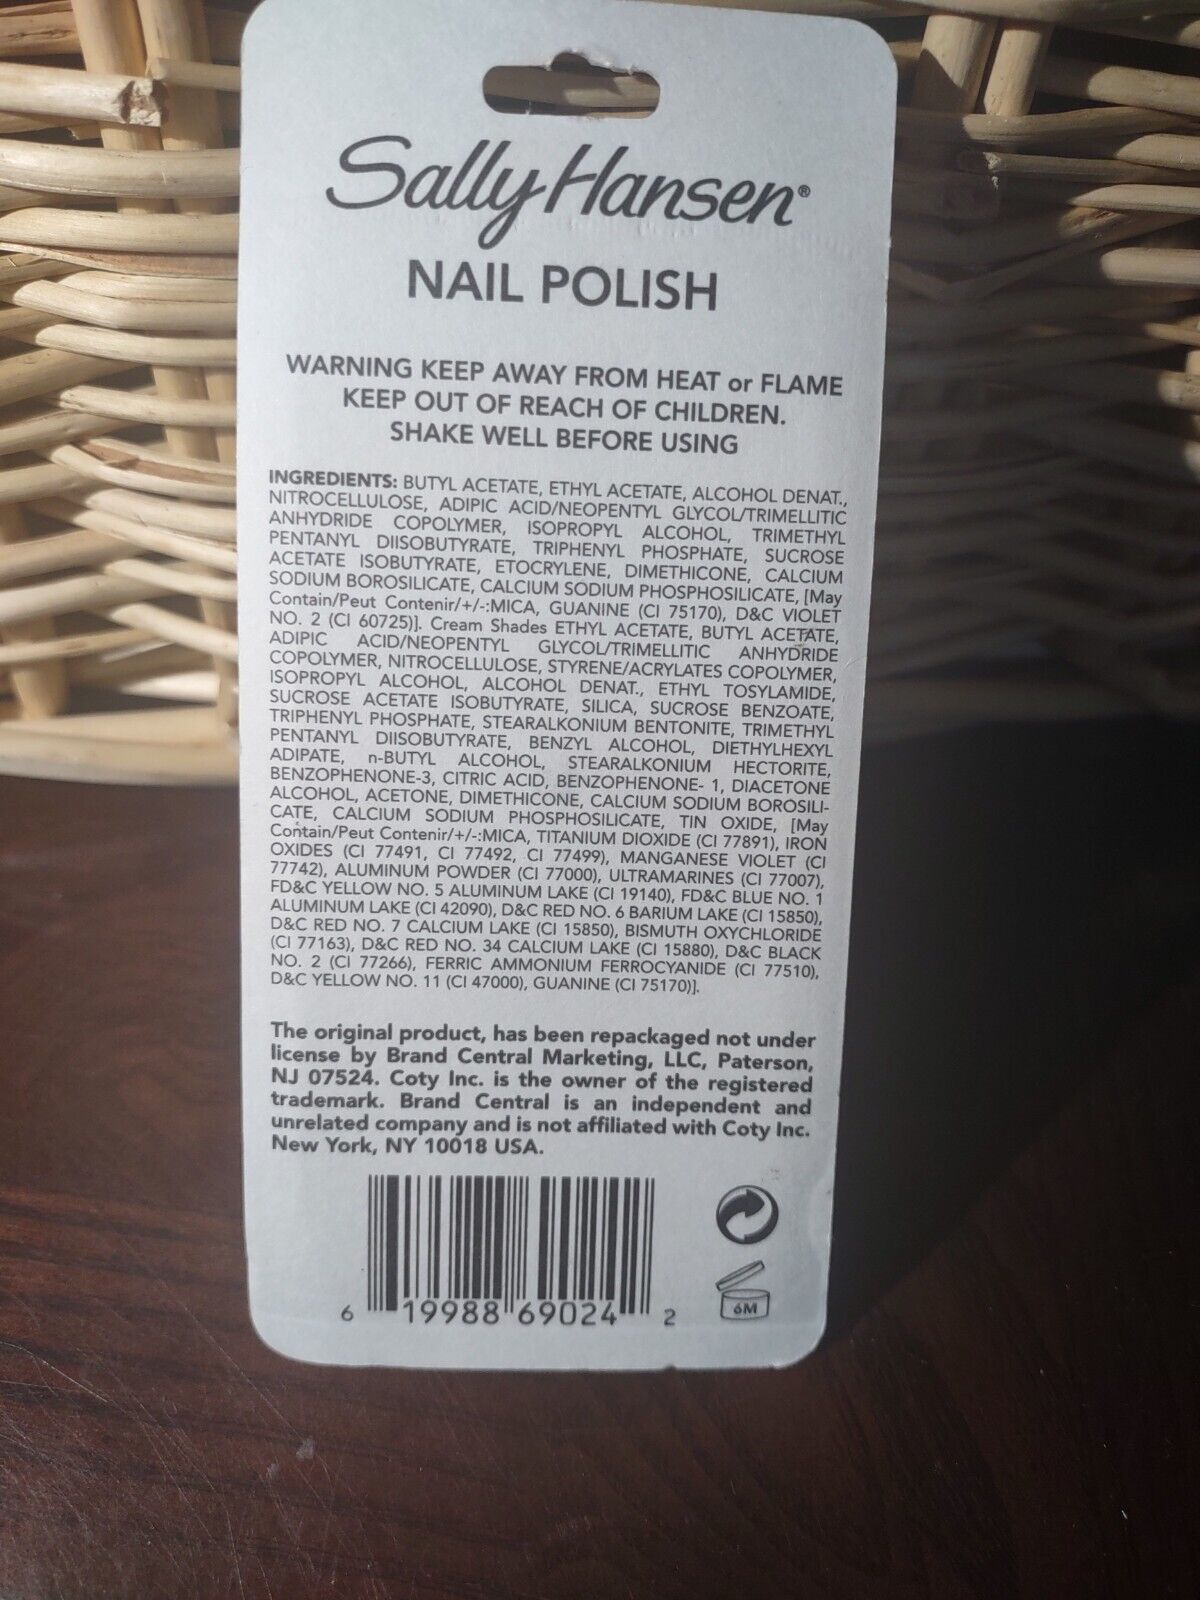 Sally Hansen®
NAIL POLISH
WARNING KEEP AWAY FROM HEAT or FLAME
KEEP OUT OF REACH OF CHILDREN.
SHAKE WELL BEFORE USING
INGREDIENTS: BUTYL ACETATE, ETHYL ACETATE, ALCOHOL DENAT.,
NITROCELLULOSE, ADIPIC ACID/NEOPENTYL GLYCOL/TRIMELLITIC
ANHYDRIDE COPOLYMER, ISOPROPYL ALCOHOL, TRIMETHYL
PENTANYL DIISOBUTYRATE, TRIPHENYL PHOSPHATE, SUCROSE
ACETATE ISOBUTYRATE, ETOCRYLENE, DIMETHICONE, CALCIUM
SODIUM BOROSILICATE, CALCIUM SODIUM PHOSPHOSILICATE, [May
Contain/Peut Contenir/+/-:MICA, GUANINE (CI 75170), D&C VIOLET
NO. 2 (CI 60725)]. Cream Shades ETHYL ACETATE, BUTYL ACETATE,
ADIPIC ACID/NEOPENTYL GLYCOL/TRIMELLITIC ANHYDRIDE
COPOLYMER, NITROCELLULOSE, STYRENE/ACRYLATES COPOLYMER,
ISOPROPYL ALCOHOL, ALCOHOL DENAT., ETHYL TOSYLAMIDE,
SUCROSE ACETATE ISOBUTYRATE, SILICA, SUCROSE BENZOATE,
TRIPHENYL PHOSPHATE, STEARALKONIUM BENTONITE, TRIMETHYL
PENTANYL DIISOBUTYRATE, BENZYL ALCOHOL, DIETHYLHEXYL
ADIPATE, n-BUTYL ALCOHOL, STEARALKONIUM HECTORITE,
BENZOPHENONE-3, CITRIC ACID, BENZOPHENONE- 1, DIACETONE
ALCOHOL, ACETONE, DIMETHICONE, CALCIUM SODIUM BOROSILI-
CATE, CALCIUM SODIUM PHOSPHOSILICATE, TIN OXIDE, [May
Contain/Peut Contenir/+/-:MICA, TITANIUM DIOXIDE (CI 77891), IRON
OXIDES (CI 77491, CI 77492, CI 77499), MANGANESE VIOLET (CI
77742), ALUMINUM POWDER (CI 77000), ULTRAMARINES (CI 77007),
FD&C YELLOW NO. 5 ALUMINUM LAKE (CI 19140), FD&C BLUE NO. 1
ALUMINUM LAKE (CI 42090), D&C RED NO. 6 BARIUM LAKE (CI 15850),
D&C RED NO. 7 CALCIUM LAKE (CI 15850), BISMUTH OXYCHLORIDE
(CI 77163), D&C RED NO. 34 CALCIUM LAKE (CI 15880), D&C BLACK
NO. 2 (CI 77266), FERRIC AMMONIUM FERROCYANIDE (CI 77510),
D&C YELLOW NO. 11 (CI 47000), GUANINE (CI 75170)].
The original product, has been repackaged not under
license by Brand Central Marketing, LLC, Paterson,
NJ 07524. Coty Inc. is the owner of the registered
trademark. Brand Central is an independent and
unrelated company and is not affiliated with Coty Inc.
New York, NY 10018 USA.
6 19988 69024 2
6M